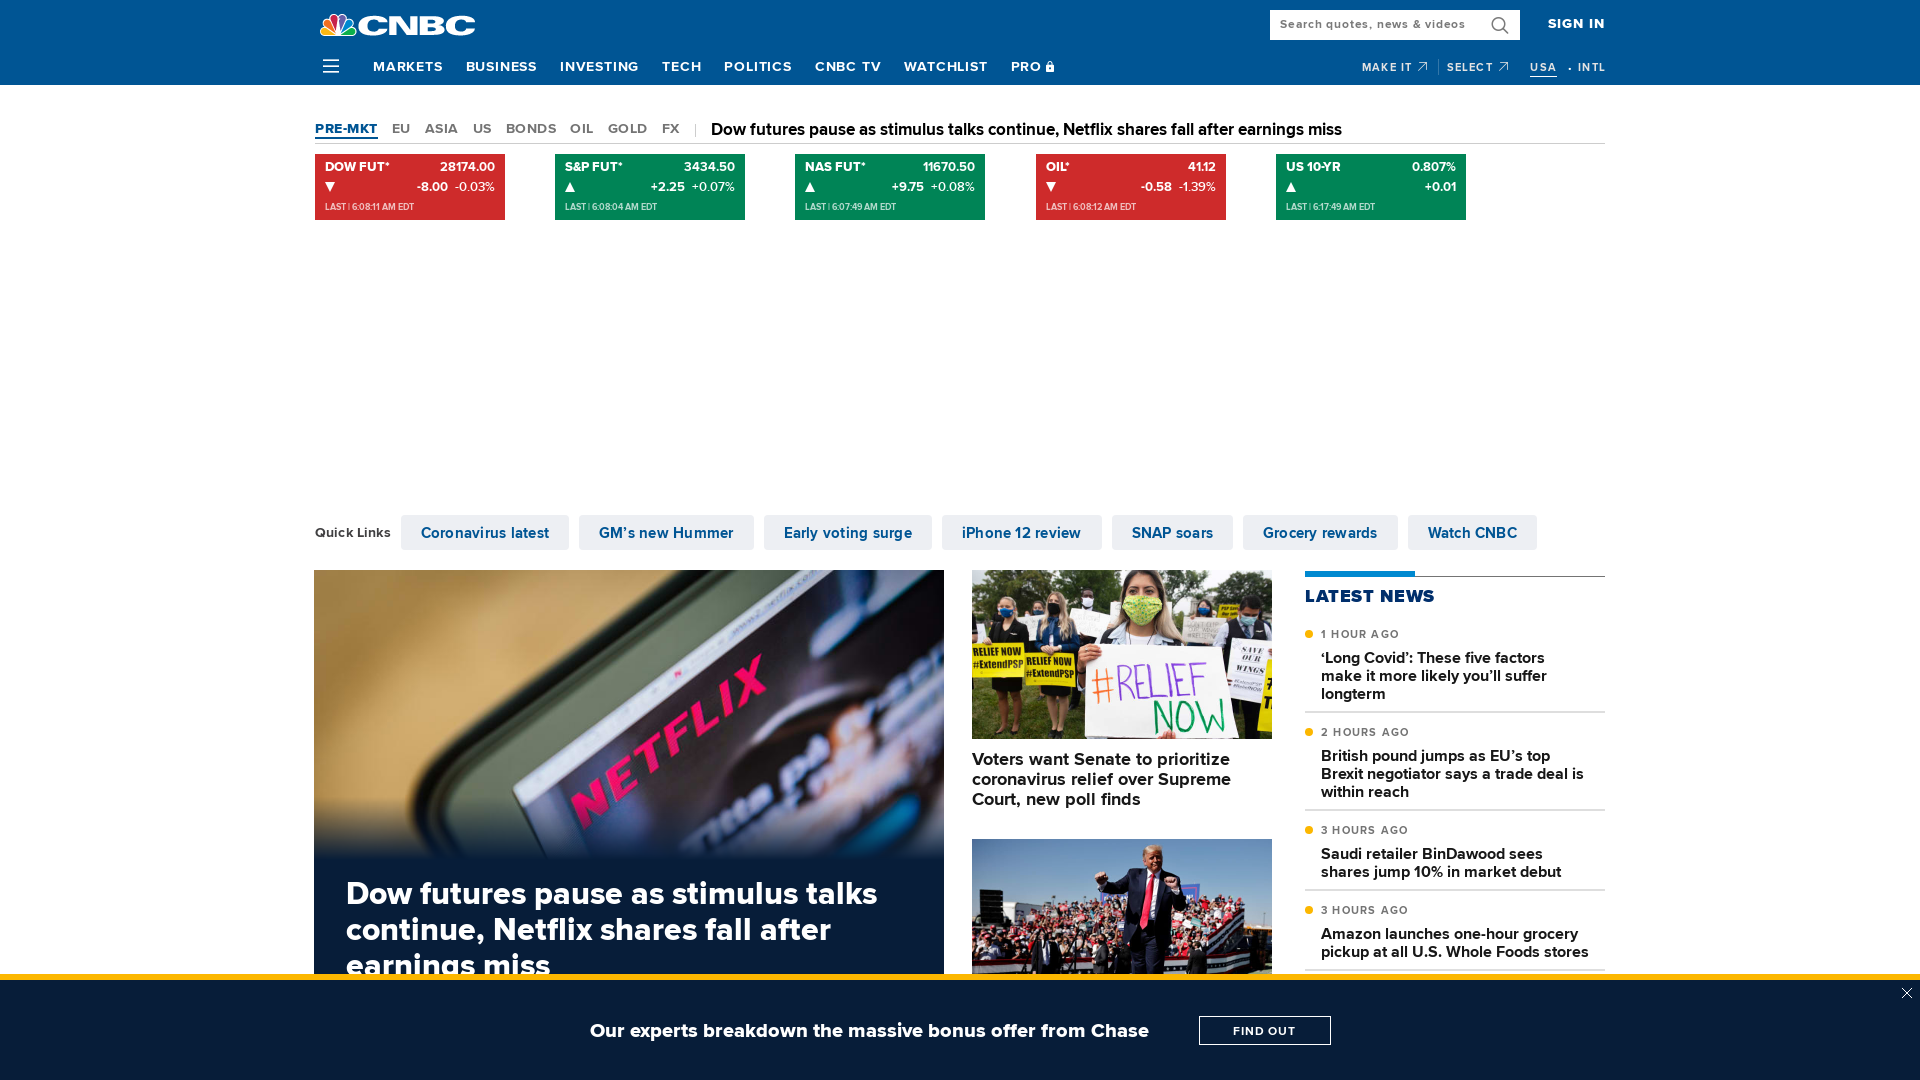 CNBC
Search quotes, news & videos
SIGN IN
MARKETS BUSINESS INVESTING TECH POLITICS CNBC TV WATCHLIST PRO
MAKE IT SELECT USA • INTL
PRE-MKT EU ASIA US BONDS OIL GOLD FX
Dow futures pause as stimulus talks continue, Netflix shares fall after earnings miss
DOW FUT* 28174.00
-8.00 -0.03%
LAST | 6:08:11 AM EDT
S&P FUT* 3434.50
+2.25 +0.07%
LAST | 6:08:04 AM EDT
NAS FUT* 11670.50
+9.75 +0.08%
LAST | 6:07:49 AM EDT
OIL* 41.12
-0.58 -1.39%
LAST | 6:08:12 AM EDT
US 10-YR 0.807%
+0.01
LAST | 6:17:49 AM EDT
Quick Links
Coronavirus latest
GM’s new Hummer
Early voting surge
iPhone 12 review
SNAP soars
Grocery rewards
Watch CNBC
NETFLIX
Dow futures pause as stimulus talks
continue, Netflix shares fall after
earnings miss
RELIEF NOW
#ExtendPSP
RELIEF NOW
#ExtendPSP
#RELIEF
NOW
SAVE
OUR
WINGS
Voters want Senate to prioritize
coronavirus relief over Supreme
Court, new poll finds
LATEST NEWS
1 HOUR AGO
‘Long Covid’: These five factors
make it more likely you’ll suffer
longterm
2 HOURS AGO
British pound jumps as EU’s top
Brexit negotiator says a trade deal is
within reach
3 HOURS AGO
Saudi retailer BinDawood sees
shares jump 10% in market debut
3 HOURS AGO
Amazon launches one-hour grocery
pickup at all U.S. Whole Foods stores
Our experts breakdown the massive bonus offer from Chase
FIND OUT